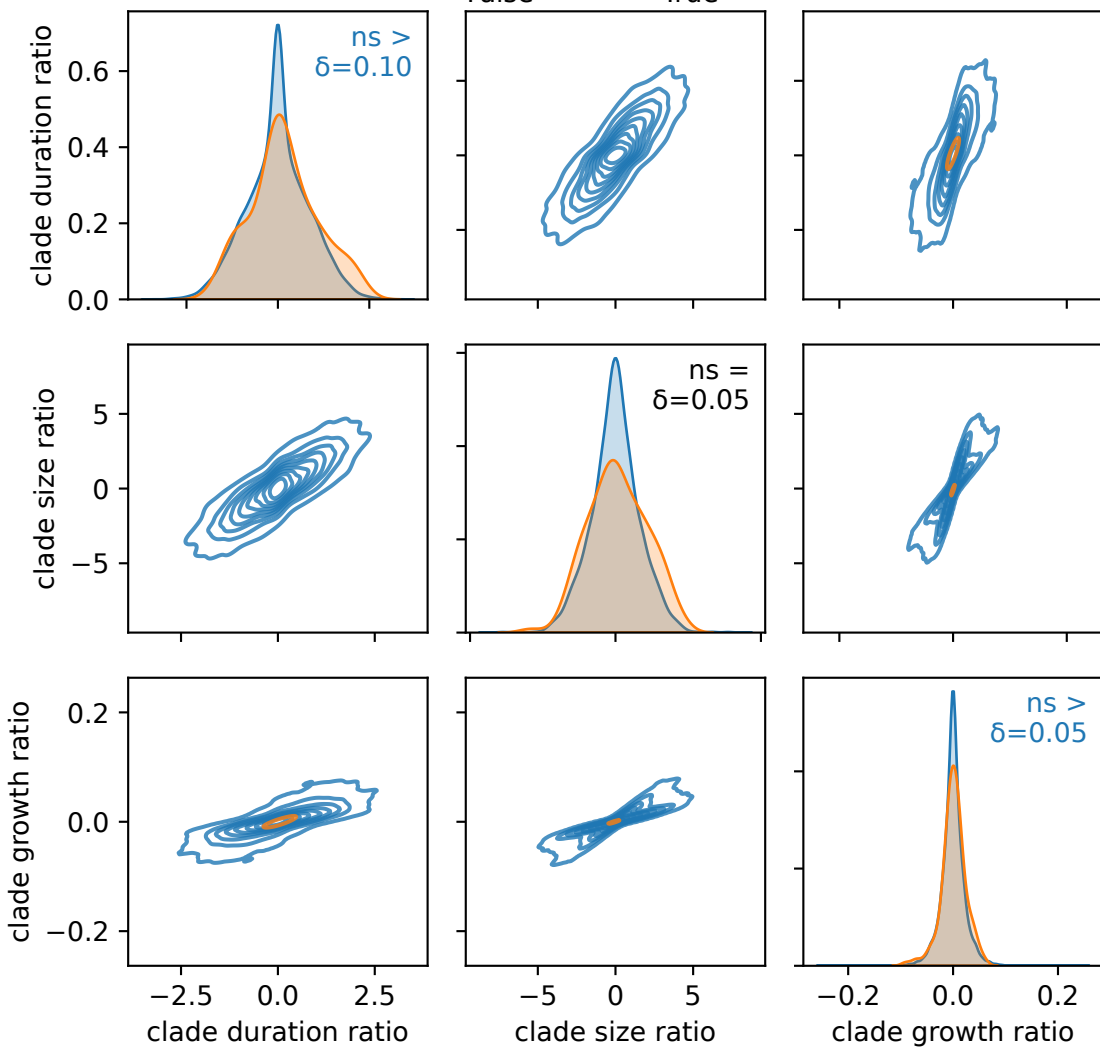 clade duration ratio
0.6
0.4
0.2
0.0
ns >
δ=0.10
clade size ratio
5
0
−5
ns =
δ=0.05
clade growth ratio
0.2
0.0
−0.2
ns >
δ=0.05
−2.5 0.0 2.5
−5 0 5
−0.2 0.0 0.2
clade duration ratio
clade size ratio
clade growth ratio